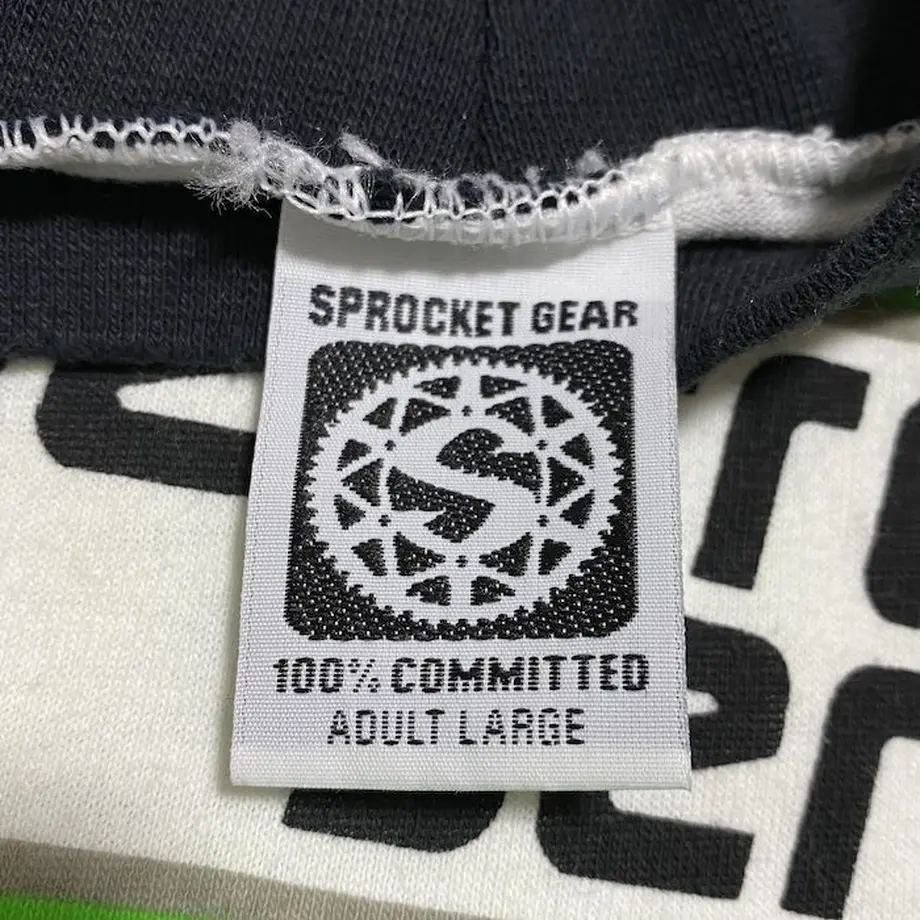 SPROCKET GEAR
S
100% COMMITTED
ADULT LARGE